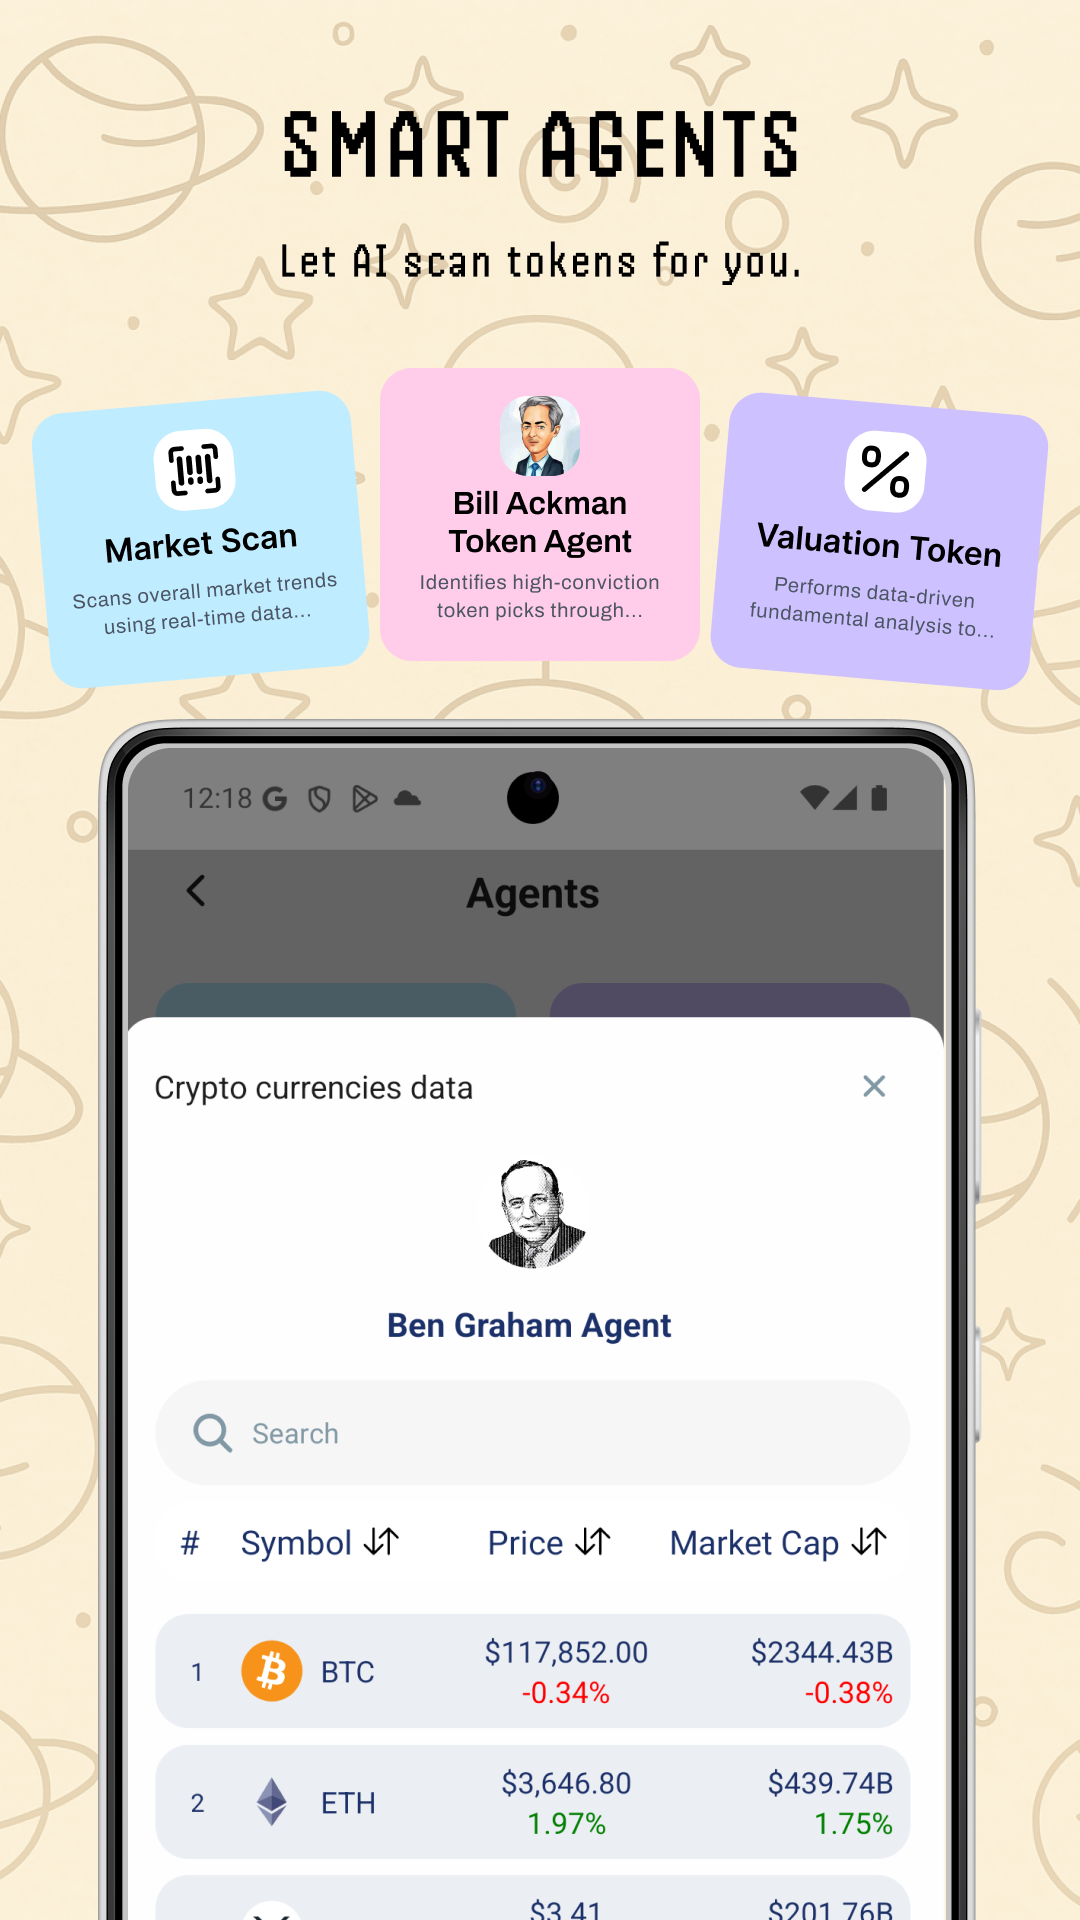 SMART AGENTS
Let AI scan tokens for you.
Market Scan
Scans overall market trends
using real-time data...
Bill Ackman
Token Agent
Identifies high-conviction
token picks through...
Valuation Token
Performs data-driven
fundamental analysis to...
12:18
Agents
Crypto currencies data
Ben Graham Agent
Search
# Symbol Price Market Cap
1 BTC $117,852.00 $2344.43B
-0.34% -0.38%
2 ETH $3,646.80 $439.74B
1.97% 1.75%
$3.41 $201.76B